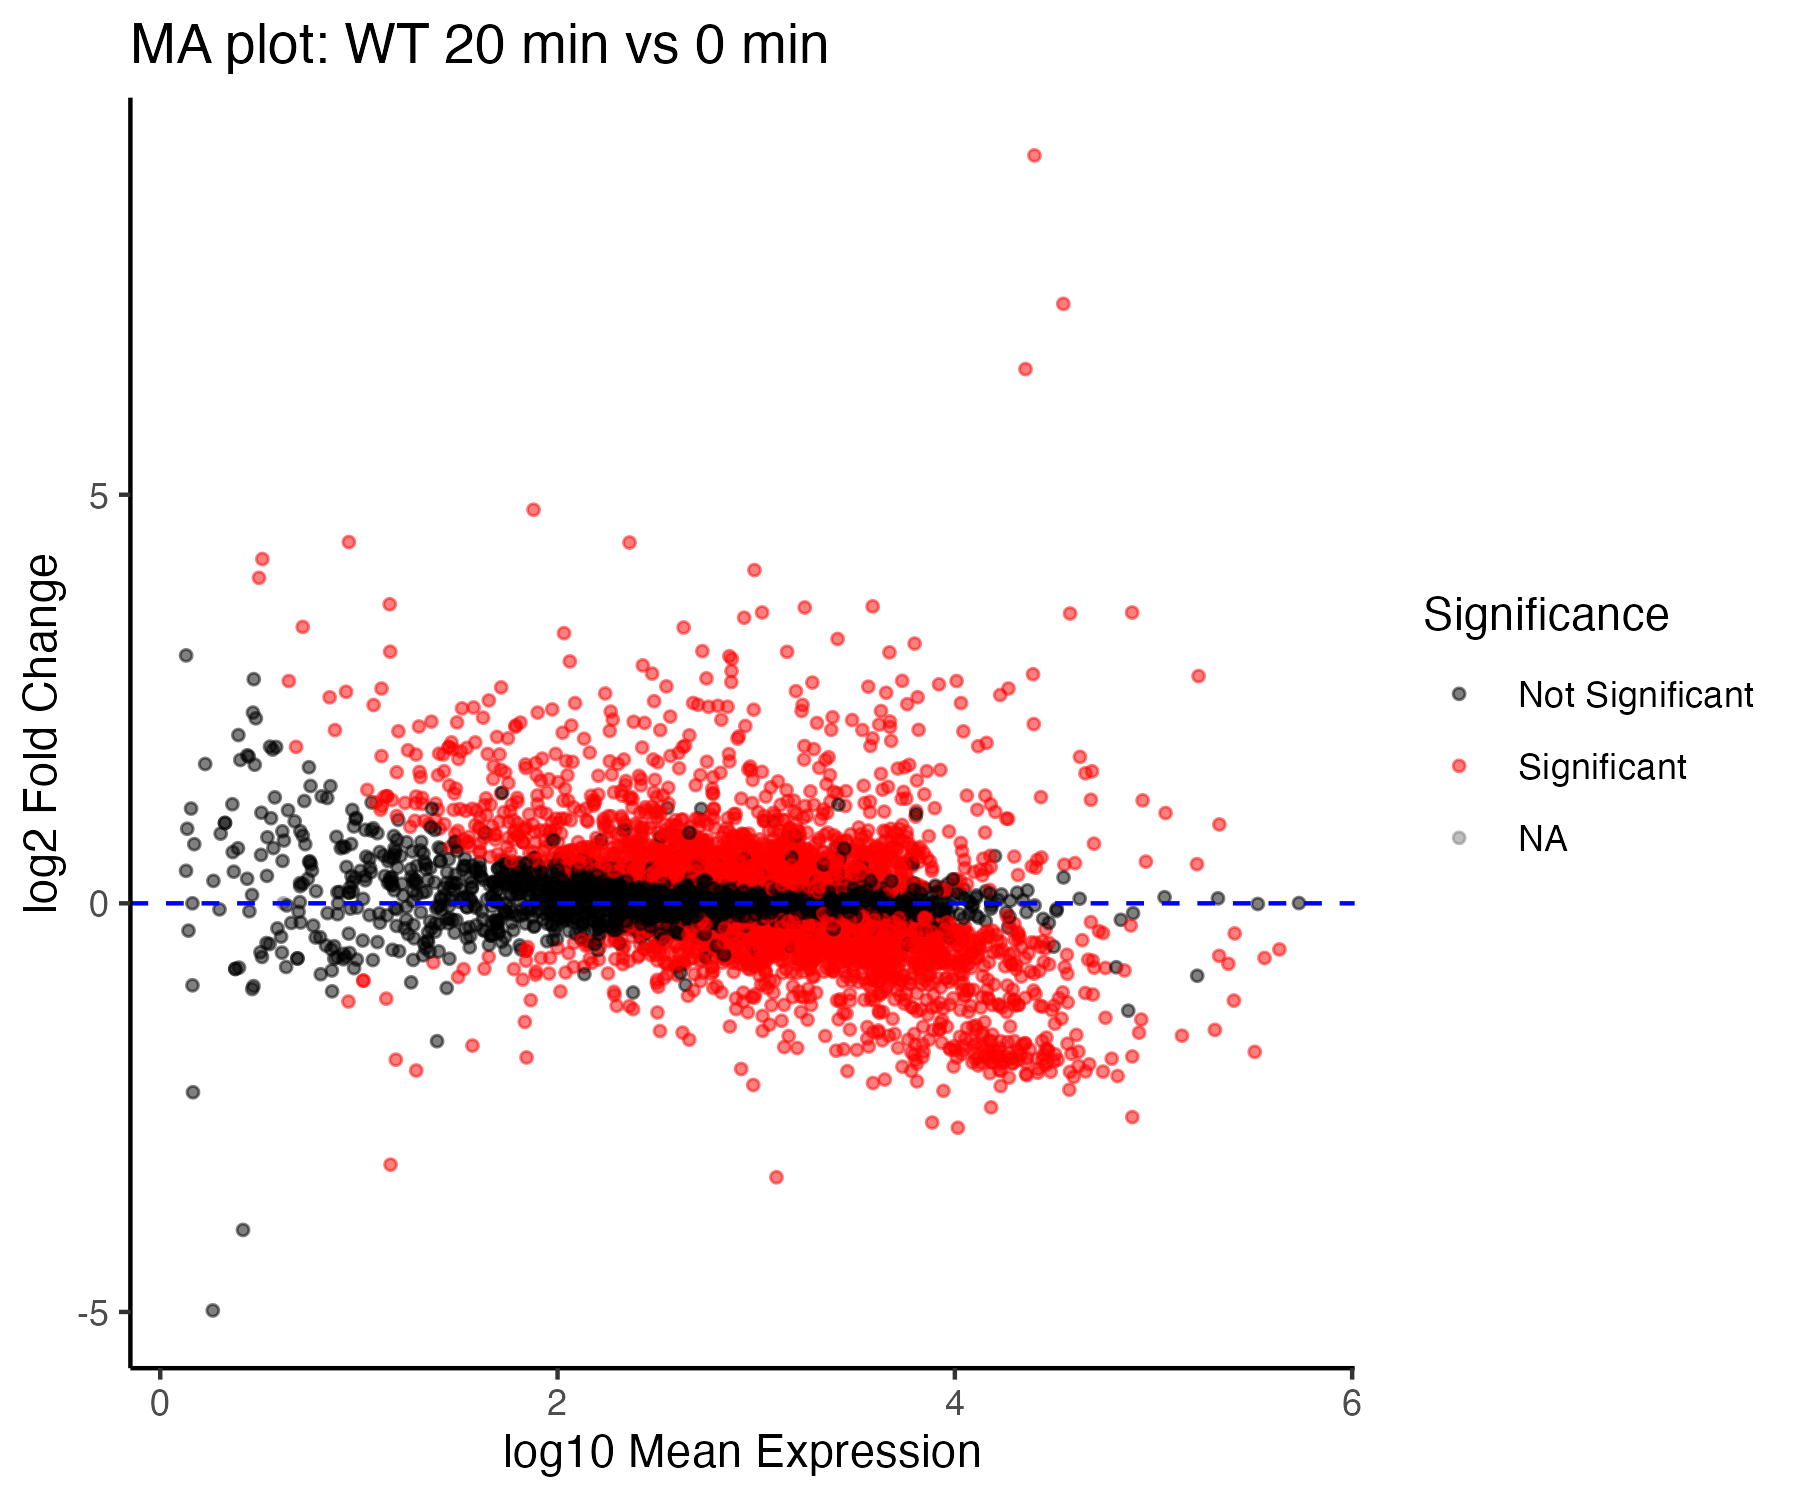 MA plot: WT 20 min vs 0 min
log2 Fold Change
5
0
-5
0 2 4 6
log10 Mean Expression
Significance
Not Significant
Significant
NA